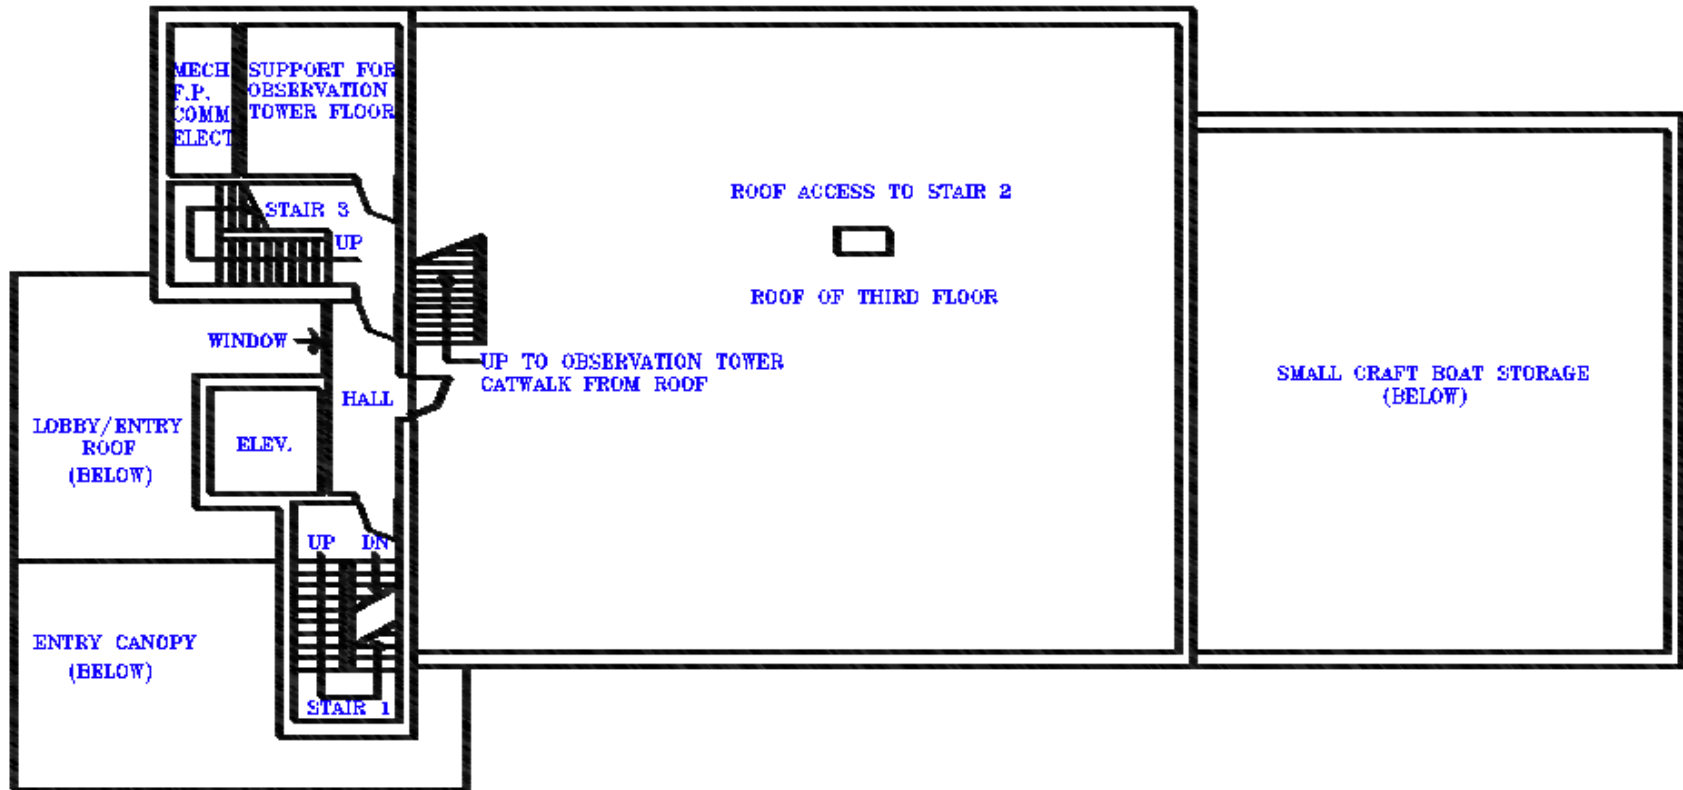 MECH
F.P.
COMM
ELECT.
SUPPORT FOR
OBSERVATION
TOWER FLOOR
STAIR 3
UP
ROOF ACCESS TO STAIR 2
ROOF OF THIRD FLOOR
WINDOW
UP TO OBSERVATION TOWER
CATWALK FROM ROOF
HALL
SMALL CRAFT BOAT STORAGE
(BELOW)
LOBBY/ENTRY
ROOF
(BELOW)
ELEV.
UP DN
ENTRY CANOPY
(BELOW)
STAIR 1